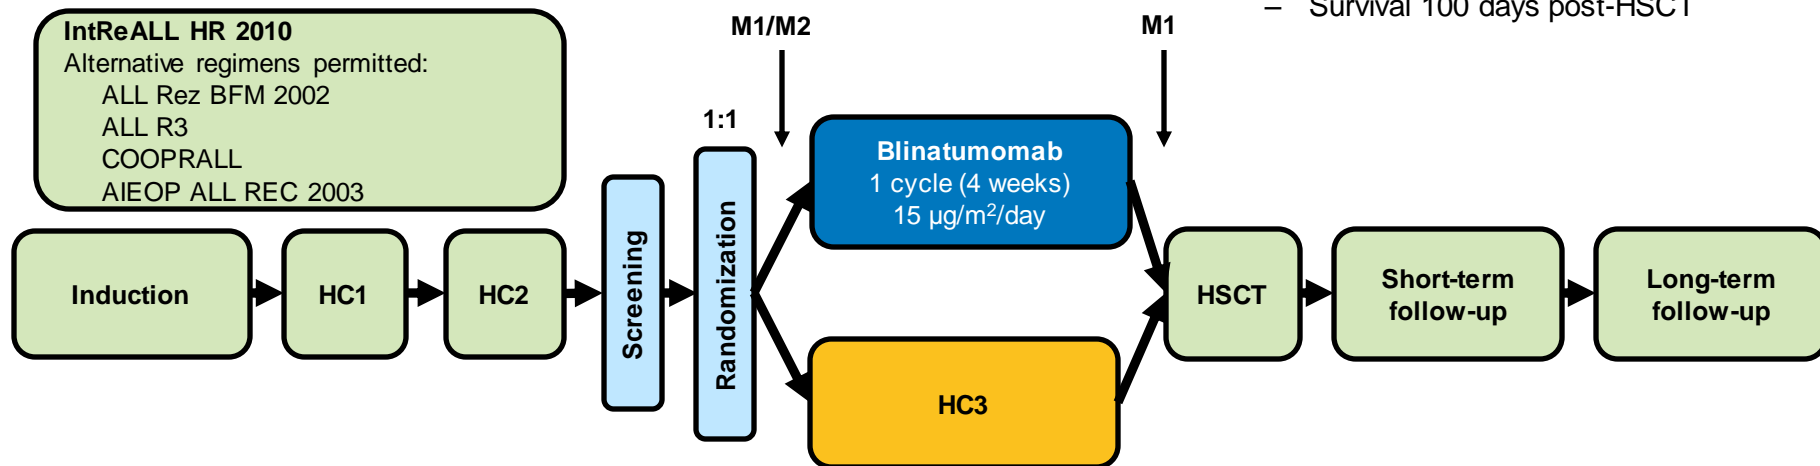 – Survival 100 days post-HSCT
IntReALL HR 2010
Alternative regimens permitted:
ALL Rez BFM 2002
ALL R3
COOPRALL
AIEOP ALL REC 2003
M1/M2
M1
1:1
Induction
HC1
HC2
Screening
Randomization
Blinatumomab
1 cycle (4 weeks)
15 µg/m²/day
HC3
HSCT
Short-term
follow-up
Long-term
follow-up